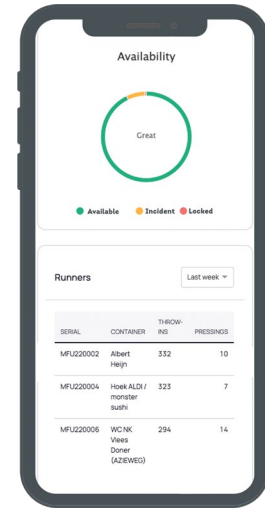 Availability
Great
Available Incident Locked
Runners
Last week
SERIAL CONTAINER THROW-INS PRESSINGS
MFU220002 Albert Heijn 332 10
MFU220004 Hoek ALDI / monster sushi 323 7
MFU220006 WC NK Vlees Doner (AZIEWEG) 294 14